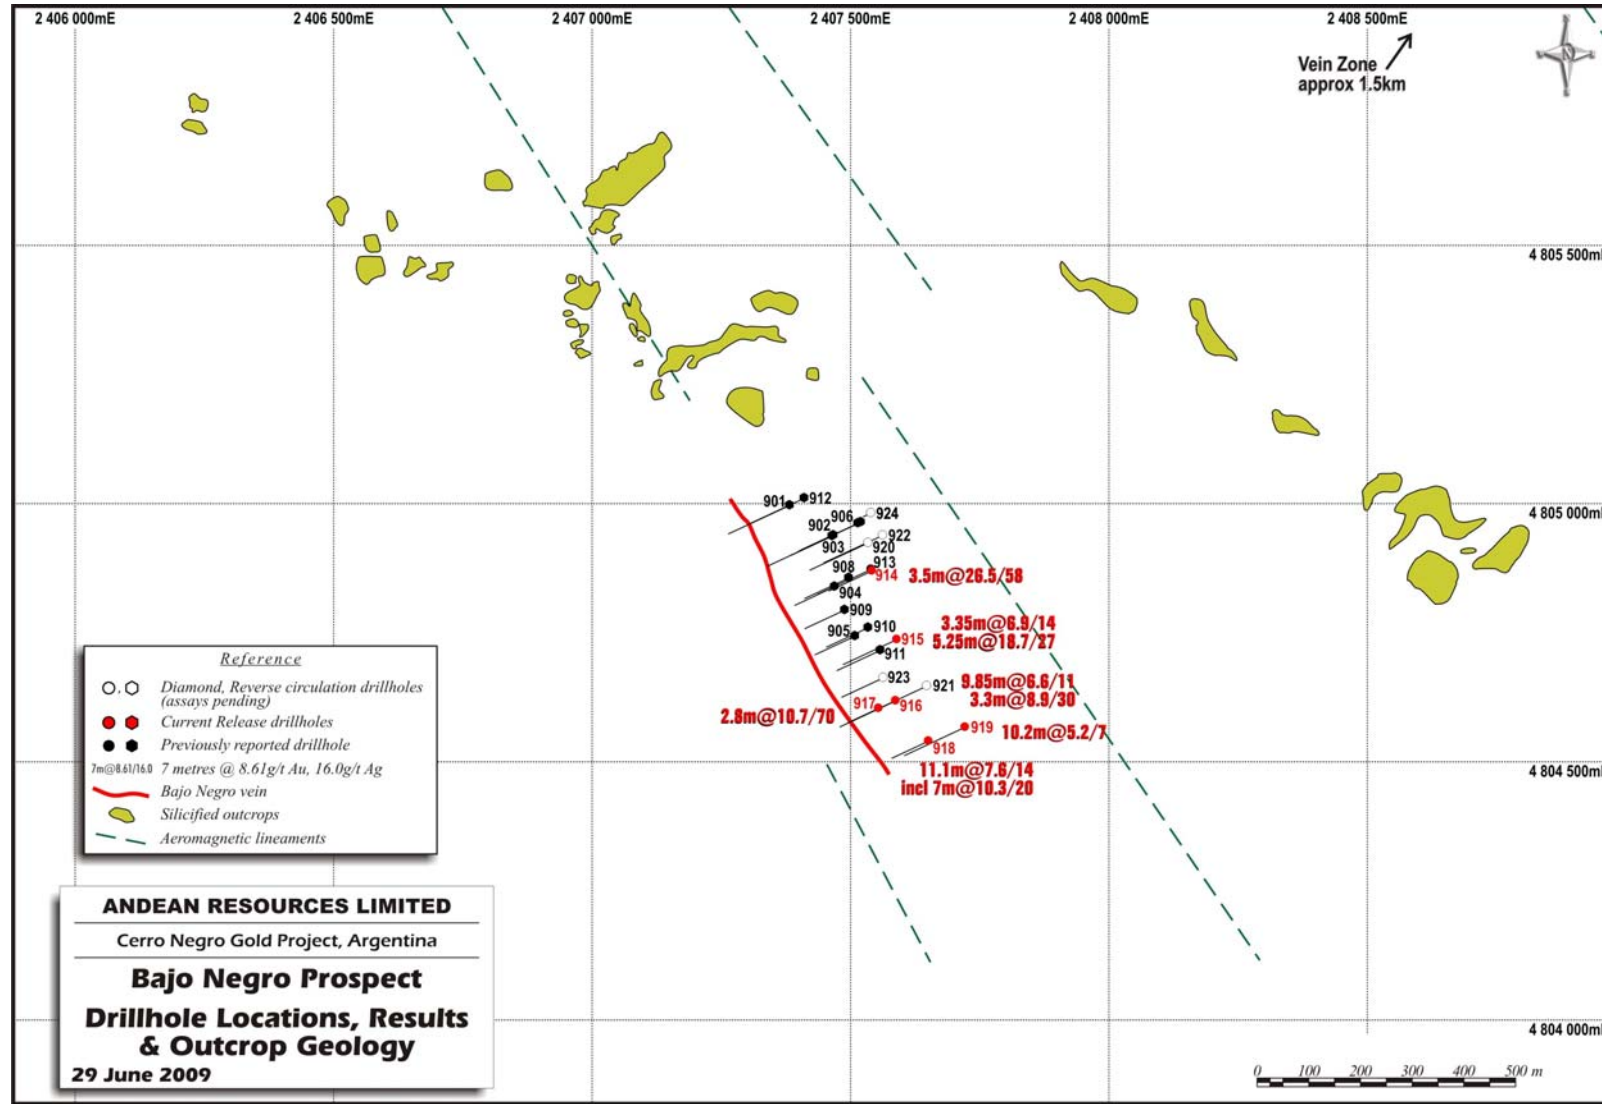 2 406 000mE
2 406 500mE
2 407 000mE
2 407 500mE
2 408 000mE
2 408 500mE
Vein Zone
approx 1.5km
N
4 805 500m
4 805 000m
4 804 500m
4 804 000m
901
912
906
924
902
922
903
920
908
913
914
3.5m@26.5/58
904
909
3.35m@6.9/14
910
905
915
5.25m@18.7/27
911
923
921
9.85m@6.6/11
3.3m@8.9/30
917
916
2.8m@10.7/70
919
10.2m@5.2/7
918
11.1m@7.6/14
incl 7m@10.3/20
Reference
Diamond, Reverse circulation drillholes
(assays pending)
Current Release drillholes
Previously reported drillhole
7m@8.61/16.0 7 metres @ 8.61g/t Au, 16.0g/t Ag
Bajo Negro vein
Silicified outcrops
Aeromagnetic lineaments
ANDEAN RESOURCES LIMITED
Cerro Negro Gold Project, Argentina
Bajo Negro Prospect
Drillhole Locations, Results
& Outcrop Geology
29 June 2009
0 100 200 300 400 500 m